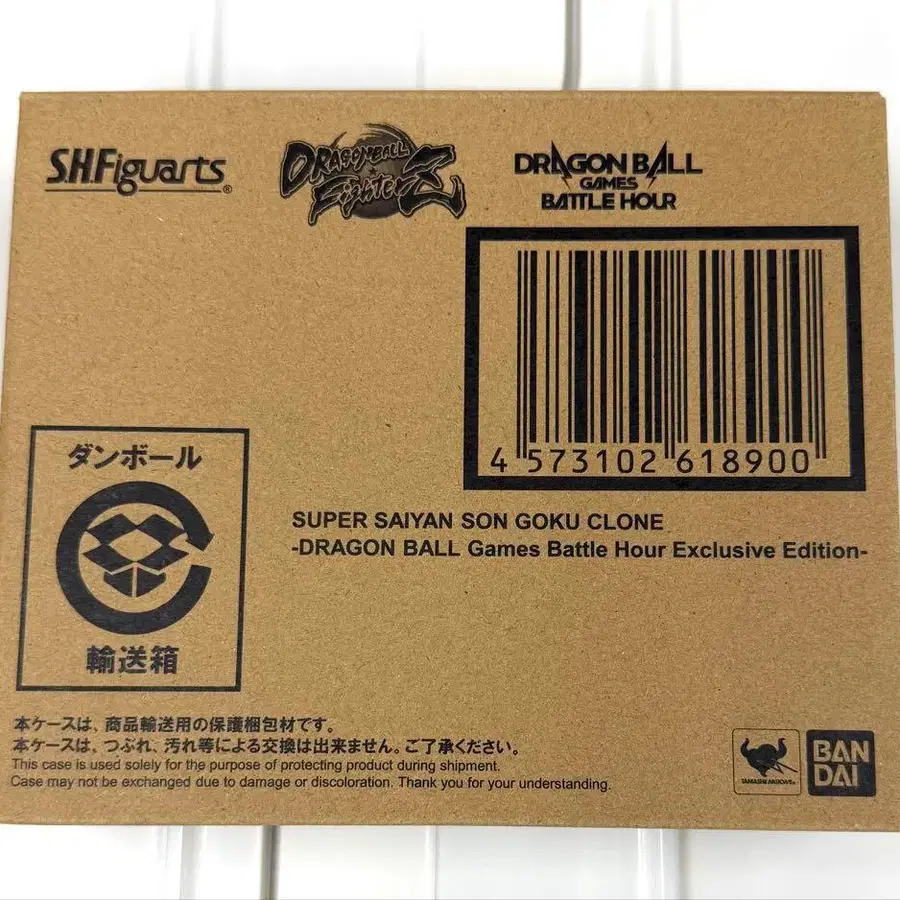 S.H.Figuarts®
DRAGONBALL
FighterZ
DRAGON BALL
GAMES
BATTLE HOUR
4 573102 618900
ダンボール
輸送箱
SUPER SAIYAN SON GOKU CLONE
-DRAGON BALL Games Battle Hour Exclusive Edition-
本ケースは、商品輸送用の保護梱包材です。
本ケースは、つぶれ、汚れ等による交換は出来ません。ご了承ください。
This case is used solely for the purpose of protecting product during shipment.
Case may not be exchanged due to damage or discoloration. Thank you for your understanding.
TAMASHII NATIONS
BAN
DAI